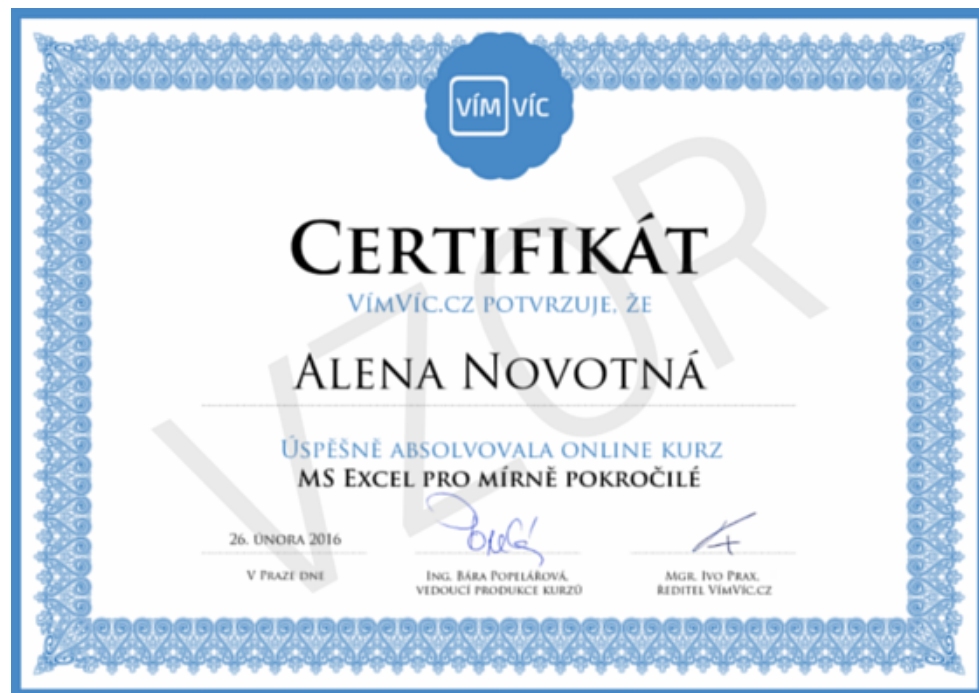 VÍM VÍC
CERTIFIKÁT
VÍMVÍC.CZ POTVRZUJE, ŽE
ALENA NOVOTNÁ
ÚSPĚŠNĚ ABSOLVOVALA ONLINE KURZ
MS EXCEL PRO MÍRNĚ POKROČILÉ
26. ÚNORA 2016
V PRAZE DNE
ING. BÁRA POPELÁŘOVÁ,
VEDOUCÍ PRODUKCE KURZŮ
MGR. IVO PRAX,
ŘEDITEL VÍMVÍC.CZ
VZOR